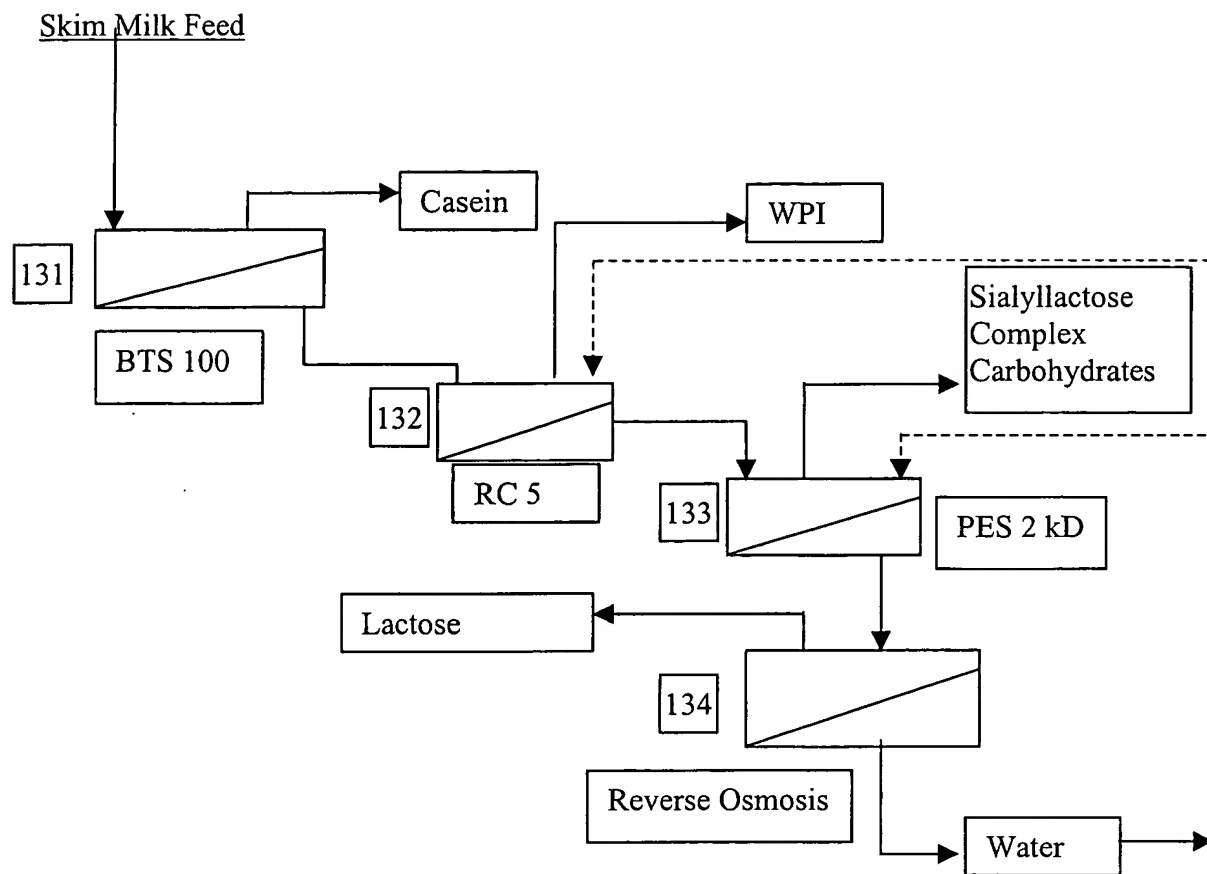 Skim Milk Feed
Casein
WPI
131
Sialyllactose
Complex
Carbohydrates
BTS 100
132
RC 5
133
PES 2 kD
Lactose
134
Reverse Osmosis
Water